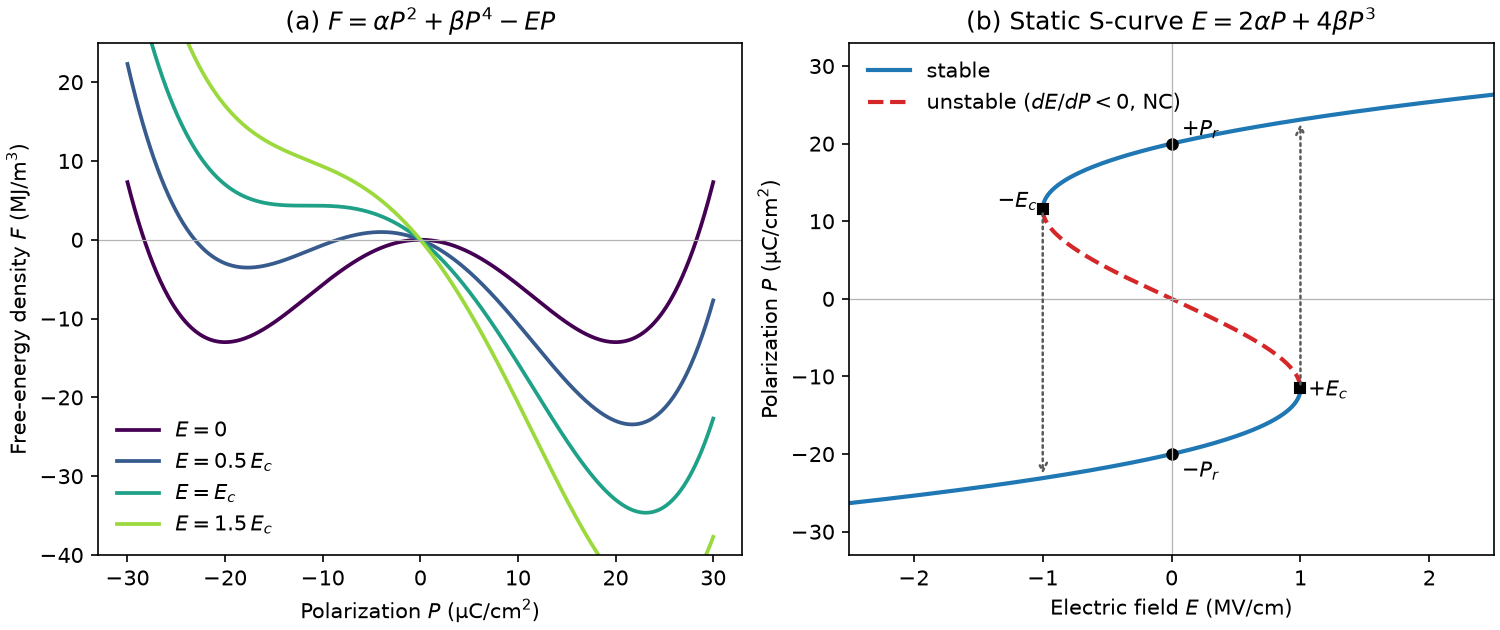 (a) F = αP² + βP⁴ − EP
Free-energy density F (MJ/m³)
20
10
0
−10
−20
−30
−40
E = 0
E = 0.5 E_c
E = E_c
E = 1.5 E_c
−30 −20 −10 0 10 20 30
Polarization P (μC/cm²)
(b) Static S-curve E = 2αP + 4βP³
Polarization P (μC/cm²)
30
20
10
0
−10
−20
−30
stable
unstable (dE/dP < 0, NC)
+P_r
−E_c
+E_c
−P_r
−2 −1 0 1 2
Electric field E (MV/cm)